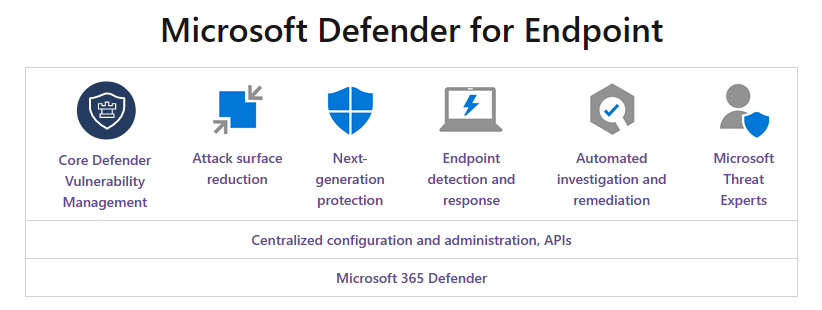 Microsoft Defender for Endpoint
Core Defender
Vulnerability
Management
Attack surface
reduction
Next-
generation
protection
Endpoint
detection and
response
Automated
investigation and
remediation
Microsoft
Threat
Experts
Centralized configuration and administration, APIs
Microsoft 365 Defender